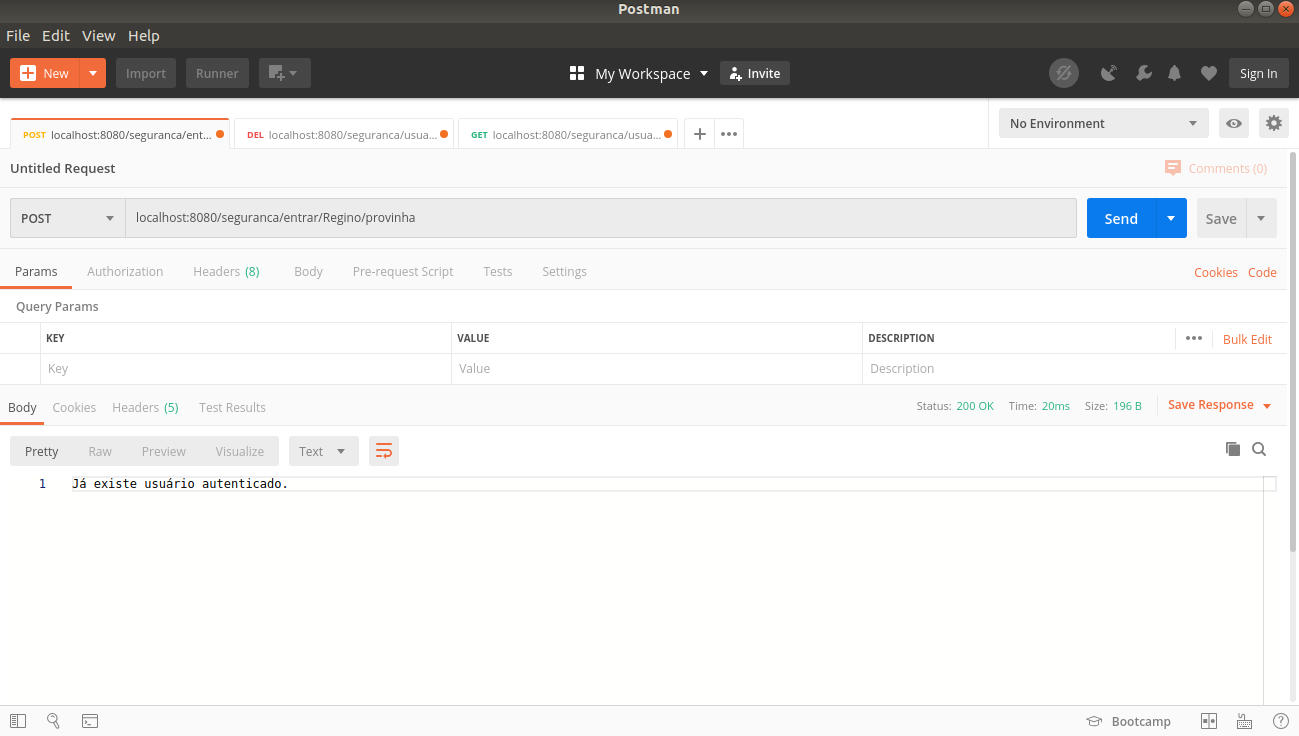 Postman
File Edit View Help
New Import Runner My Workspace Invite Sign In
POST localhost:8080/seguranca/ent... DEL localhost:8080/seguranca/usua... GET localhost:8080/seguranca/usua... + ••• No Environment
Untitled Request Comments (0)
POST localhost:8080/seguranca/entrar/Regino/provinha Send Save
Params Authorization Headers (8) Body Pre-request Script Tests Settings Cookies Code
Query Params
KEY VALUE DESCRIPTION ••• Bulk Edit
Key Value Description
Body Cookies Headers (5) Test Results Status: 200 OK Time: 20ms Size: 196 B Save Response
Pretty Raw Preview Visualize Text
1 Já existe usuário autenticado.
Bootcamp ?